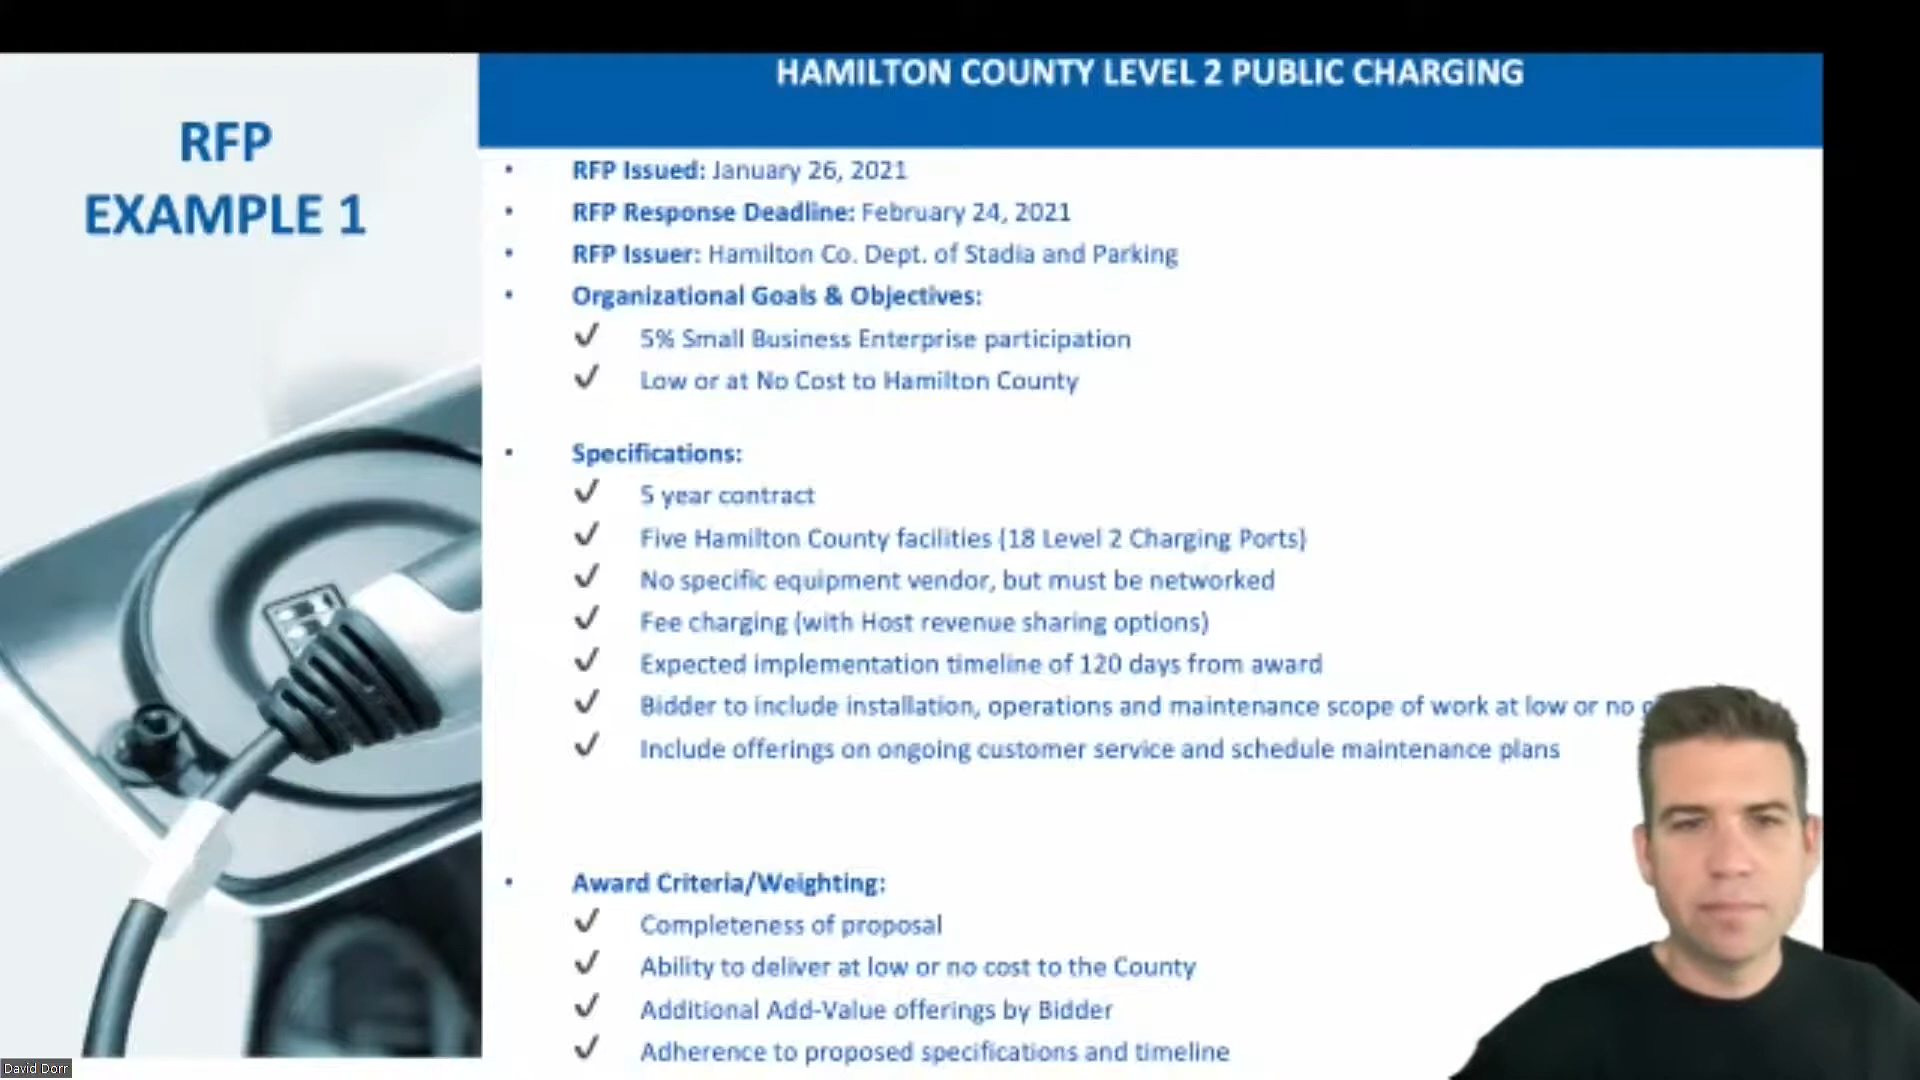 RFP
EXAMPLE 1
HAMILTON COUNTY LEVEL 2 PUBLIC CHARGING
• RFP Issued: January 26, 2021
• RFP Response Deadline: February 24, 2021
• RFP Issuer: Hamilton Co. Dept. of Stadia and Parking
• Organizational Goals & Objectives:
✓ 5% Small Business Enterprise participation
✓ Low or at No Cost to Hamilton County
• Specifications:
✓ 5 year contract
✓ Five Hamilton County facilities (18 Level 2 Charging Ports)
✓ No specific equipment vendor, but must be networked
✓ Fee charging (with Host revenue sharing options)
✓ Expected implementation timeline of 120 days from award
✓ Bidder to include installation, operations and maintenance scope of work at low or no
✓ Include offerings on ongoing customer service and schedule maintenance plans
• Award Criteria/Weighting:
✓ Completeness of proposal
✓ Ability to deliver at low or no cost to the County
✓ Additional Add-Value offerings by Bidder
✓ Adherence to proposed specifications and timeline
David Dorr